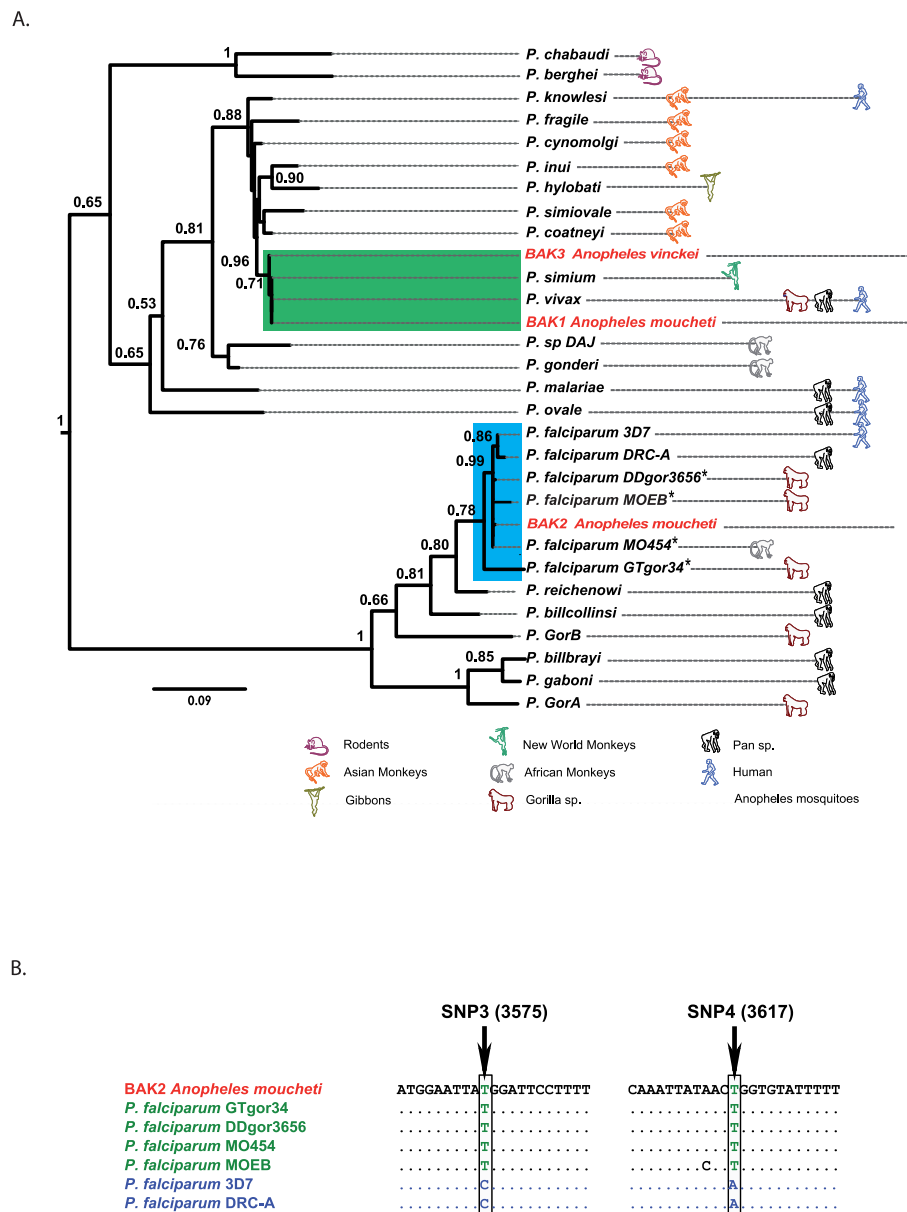 A.
1
P. chabaudi
P. berghei
P. knowlesi
0.88
P. fragile
P. cynomolgi
P. inui
0.90
P. hylobati
0.65
P. simiovale
0.81
P. coatneyi
BAK3 Anopheles vinckei
0.96
0.71
P. simium
0.53
P. vivax
BAK1 Anopheles moucheti
P. sp DAJ
0.76
0.65
P. gonderi
P. malariae
P. ovale
1
P. falciparum 3D7
0.86
P. falciparum DRC-A
0.99
P. falciparum DDgor3656*
P. falciparum MOEB*
0.78
BAK2 Anopheles moucheti
P. falciparum MO454*
0.80
P. falciparum GTgor34*
0.81
P. reichenowi
0.66
P. billcollinsi
1
P. GorB
0.85
P. billbrayi
1
P. gaboni
P. GorA
0.09
Rodents
New World Monkeys
Pan sp.
Asian Monkeys
African Monkeys
Human
Gibbons
Gorilla sp.
Anopheles mosquitoes
B.
SNP3 (3575) SNP4 (3617)
BAK2 Anopheles moucheti ATGGAATTATGGATTCCTTTT CAAATTATAACTGGTGTATTTTT
P. falciparum GTgor34 ..........T.......... ...........T...........
P. falciparum DDgor3656 ..........T.......... ...........T...........
P. falciparum MO454 ..........T.......... ...........T...........
P. falciparum MOEB ..........T.......... ........C..T...........
P. falciparum 3D7 ..........C.......... ...........A...........
P. falciparum DRC-A ..........C.......... ...........A...........